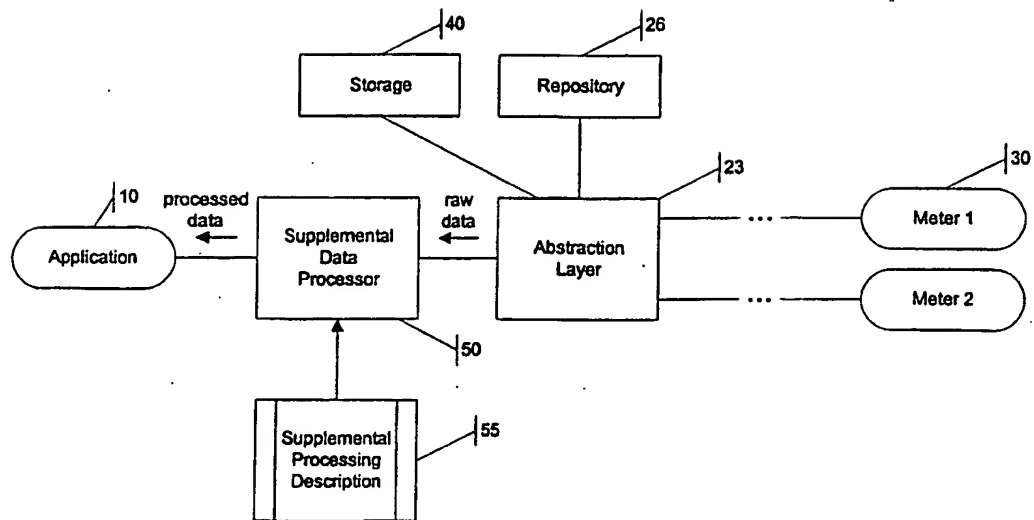 40
26
Storage
Repository
23
30
10
processed
data
raw
data
Application
Supplemental
Data
Processor
Abstraction
Layer
Meter 1
...
...
Meter 2
50
Supplemental
Processing
Description
55